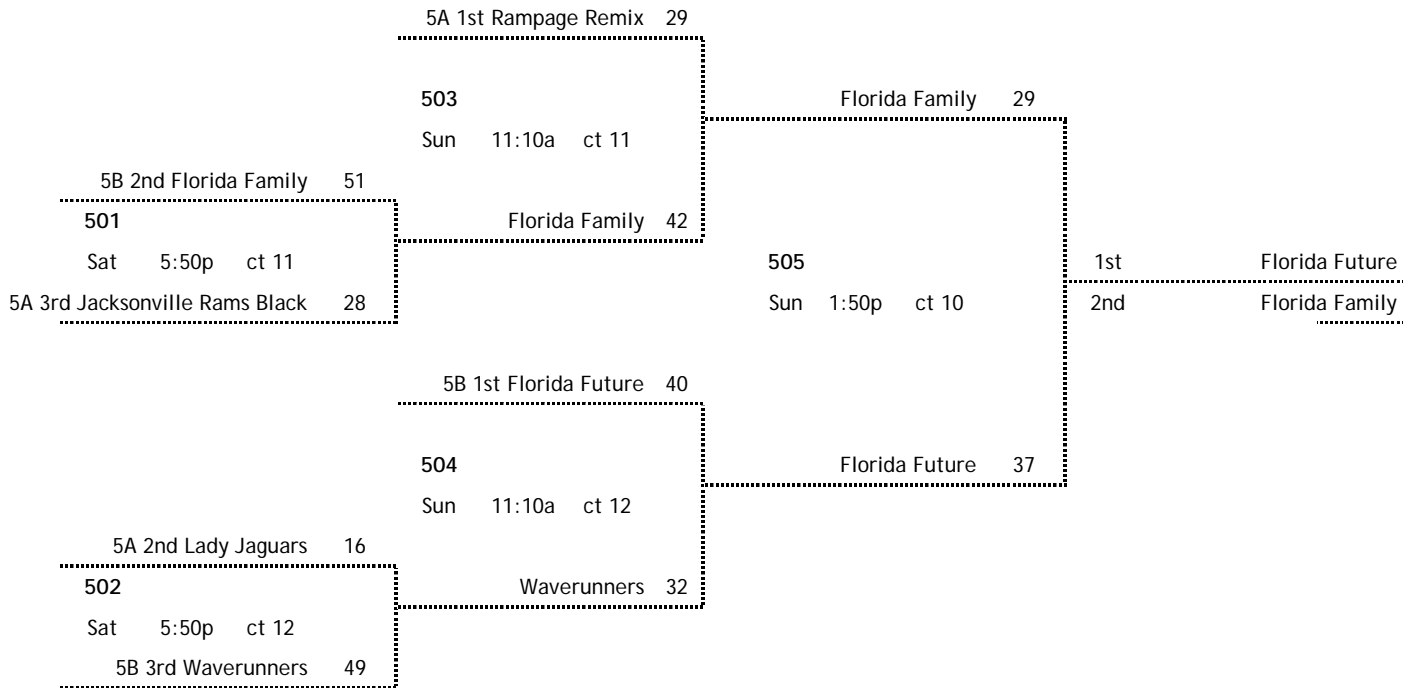 5A 1st Rampage Remix 29
503 Florida Family 29
Sun 11:10a ct 11
5B 2nd Florida Family 51
501 Florida Family 42
Sat 5:50p ct 11 505 1st Florida Future
5A 3rd Jacksonville Rams Black 28 Sun 1:50p ct 10 2nd Florida Family
5B 1st Florida Future 40
504 Florida Future 37
Sun 11:10a ct 12
5A 2nd Lady Jaguars 16
502 Waverunners 32
Sat 5:50p ct 12
5B 3rd Waverunners 49